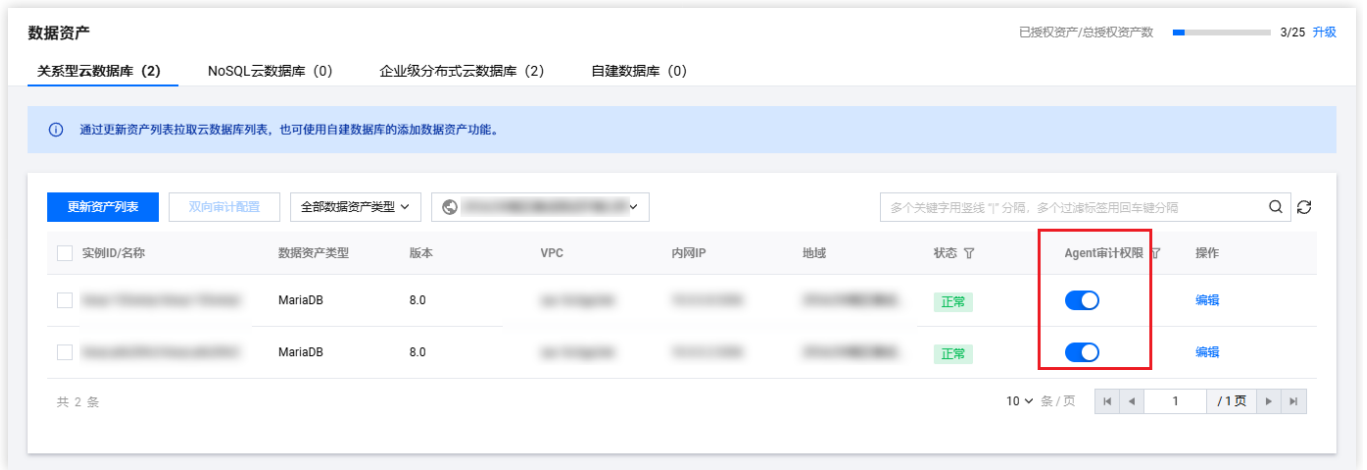 数据资产
已授权资产/总授权资产数 3/25 升级
关系型云数据库（2） NoSQL云数据库（0） 企业级分布式云数据库（2） 自建数据库（0）
通过更新资产列表拉取云数据库列表，也可使用自建数据库的添加数据资产功能。
更新资产列表 双向审计配置 全部数据资产类型 多个关键字用竖线 "|" 分隔，多个过滤标签用回车键分隔
实例ID/名称 数据资产类型 版本 VPC 内网IP 地域 状态 Agent审计权限 操作
MariaDB 8.0 正常 编辑
MariaDB 8.0 正常 编辑
共 2 条 10 条 / 页 1 / 1 页